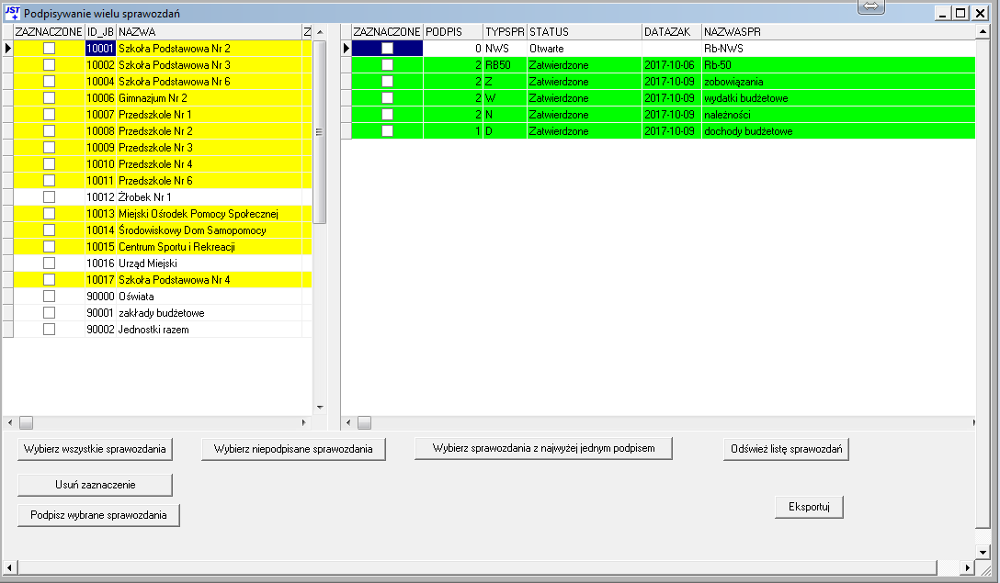 JST+ Podpisywanie wielu sprawozdań
ZAZNACZONE ID_JB NAZWA Z
10001 Szkoła Podstawowa Nr 2
10002 Szkoła Podstawowa Nr 3
10004 Szkoła Podstawowa Nr 6
10006 Gimnazjum Nr 2
10007 Przedszkole Nr 1
10008 Przedszkole Nr 2
10009 Przedszkole Nr 3
10010 Przedszkole Nr 4
10011 Przedszkole Nr 6
10012 Żłobek Nr 1
10013 Miejski Ośrodek Pomocy Społecznej
10014 Środowiskowy Dom Samopomocy
10015 Centrum Sportu i Rekreacji
10016 Urząd Miejski
10017 Szkoła Podstawowa Nr 4
90000 Oświata
90001 zakłady budżetowe
90002 Jednostki razem
ZAZNACZONE PODPIS TYPSPR STATUS DATAZAK NAZWASPR
0 NWS Otwarte Rb-NWS
2 RB50 Zatwierdzone 2017-10-06 Rb-50
2 Z Zatwierdzone 2017-10-09 zobowiązania
2 W Zatwierdzone 2017-10-09 wydatki budżetowe
2 N Zatwierdzone 2017-10-09 należności
1 D Zatwierdzone 2017-10-09 dochody budżetowe
Wybierz wszystkie sprawozdania
Wybierz niepodpisane sprawozdania
Wybierz sprawozdania z najwyżej jednym podpisem
Odśwież listę sprawozdań
Usuń zaznaczenie
Podpisz wybrane sprawozdania
Eksportuj